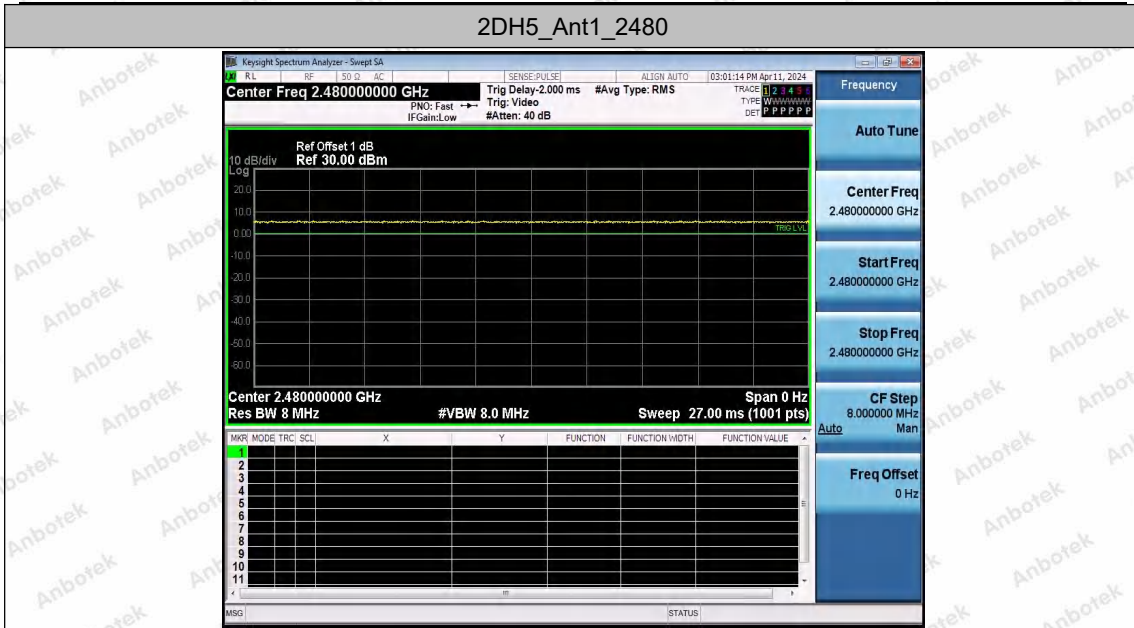 2DH5_Ant1_2480
Keysight Spectrum Analyzer - Swept SA
RL RF 50 Ω AC SENSE:PULSE ALIGN AUTO 03:01:14 PM Apr 11, 2024
Center Freq 2.480000000 GHz
PNO: Fast
IFGain:Low
Trig Delay-2.000 ms
Trig: Video
#Atten: 40 dB
#Avg Type: RMS
TRACE 1 2 3 4 5 6
TYPE WWWWWW
DET P P P P P P
Ref Offset 1 dB
10 dB/div Ref 30.00 dBm
Log
20.0
10.0
0.00
TRIG LVL
-10.0
-20.0
-30.0
-40.0
-50.0
-60.0
Center 2.480000000 GHz Span 0 Hz
Res BW 8 MHz #VBW 8.0 MHz Sweep 27.00 ms (1001 pts)
MKR MODE TRC SCL X Y FUNCTION FUNCTION WIDTH FUNCTION VALUE
1
2
3
4
5
6
7
8
9
10
11
MSG STATUS
Frequency
Auto Tune
Center Freq
2.480000000 GHz
Start Freq
2.480000000 GHz
Stop Freq
2.480000000 GHz
CF Step
8.000000 MHz
Auto Man
Freq Offset
0 Hz
Anbotek